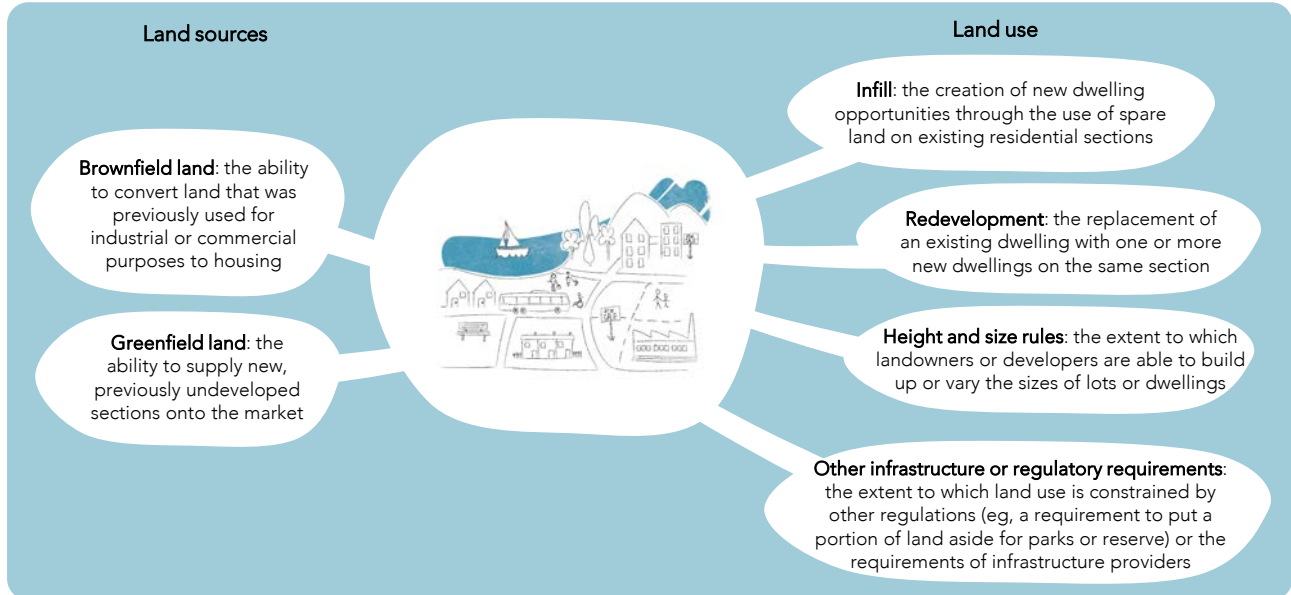 Land sources
Brownfield land: the ability
to convert land that was
previously used for
industrial or commercial
purposes to housing
Greenfield land: the
ability to supply new,
previously undeveloped
sections onto the market
Land use
Infill: the creation of new dwelling
opportunities through the use of spare
land on existing residential sections
Redevelopment: the replacement of
an existing dwelling with one or more
new dwellings on the same section
Height and size rules: the extent to which
landowners or developers are able to build
up or vary the sizes of lots or dwellings
Other infrastructure or regulatory requirements:
the extent to which land use is constrained by
other regulations (eg, a requirement to put a
portion of land aside for parks or reserve) or the
requirements of infrastructure providers